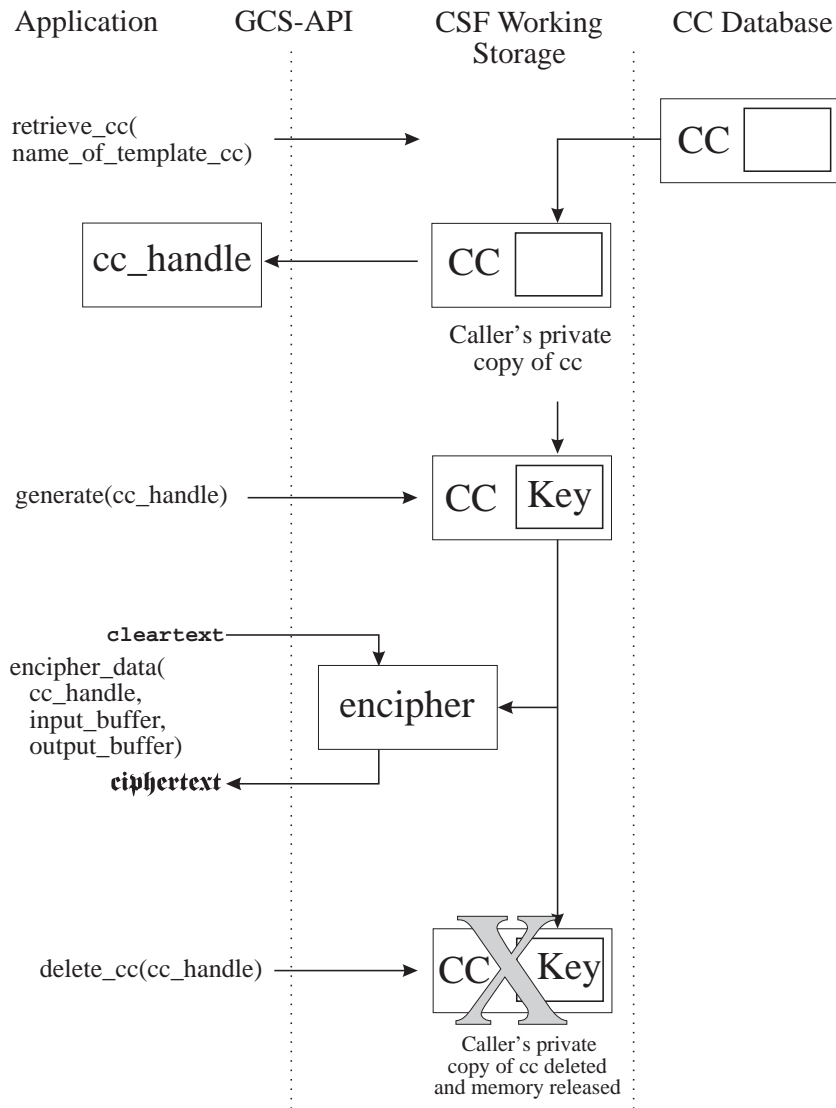 Application
GCS-API
CSF Working
Storage
CC Database
retrieve_cc(
name_of_template_cc)
CC
cc_handle
CC
Caller's private
copy of cc
generate(cc_handle)
CC
Key
cleartext
encipher_data(
cc_handle,
input_buffer,
output_buffer)
encipher
ciphertext
delete_cc(cc_handle)
CC
X
Key
Caller's private
copy of cc deleted
and memory released